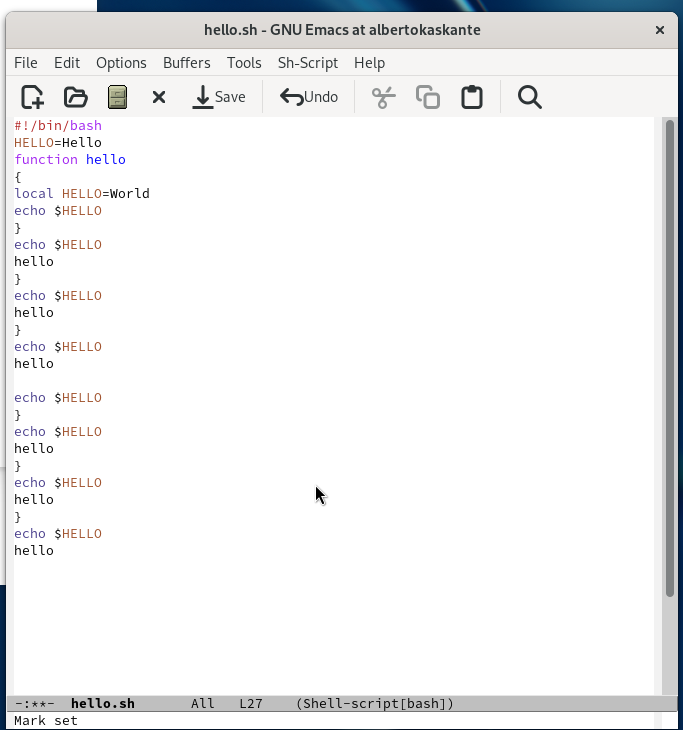 hello.sh - GNU Emacs at albertokaskante
File Edit Options Buffers Tools Sh-Script Help
Save Undo
#!/bin/bash
HELLO=Hello
function hello
{
local HELLO=World
echo $HELLO
}
echo $HELLO
hello
}
echo $HELLO
hello
}
echo $HELLO
hello

echo $HELLO
}
echo $HELLO
hello
}
echo $HELLO
hello
}
echo $HELLO
hello
-:**- hello.sh All L27 (Shell-script[bash])
Mark set